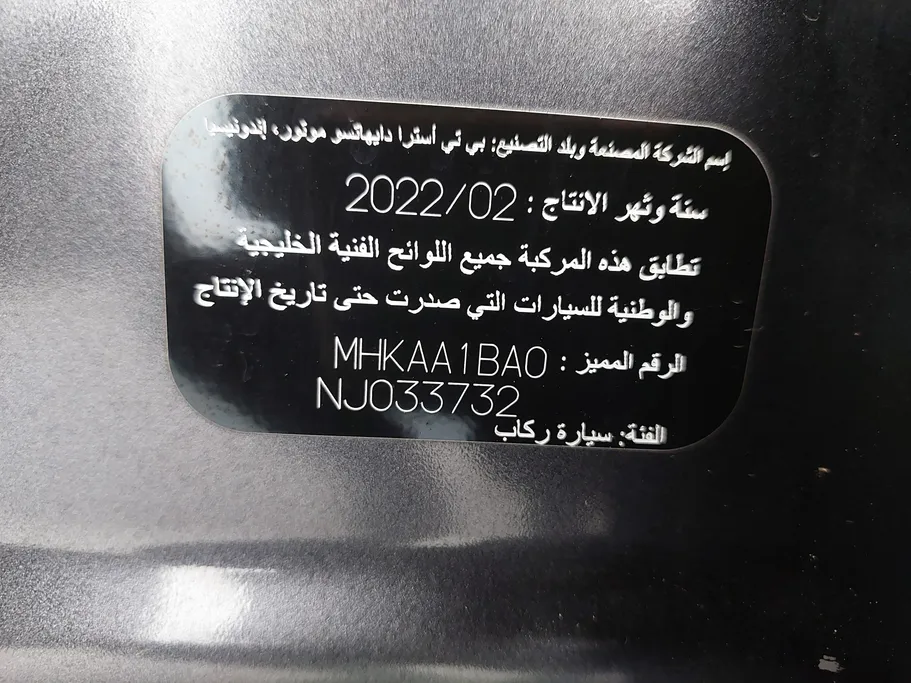 إسم الشركة المصنعة وبلد التصنيع: بي تي أسترا دايهاتسو موتور، إندونيسيا
سنة وشهر الانتاج : 2022/02
تطابق هذه المركبة جميع اللوائح الفنية الخليجية
والوطنية للسيارات التي صدرت حتى تاريخ الإنتاج
الرقم المميز : MHKAA1BA0
NJ033732
الفئة: سيارة ركاب